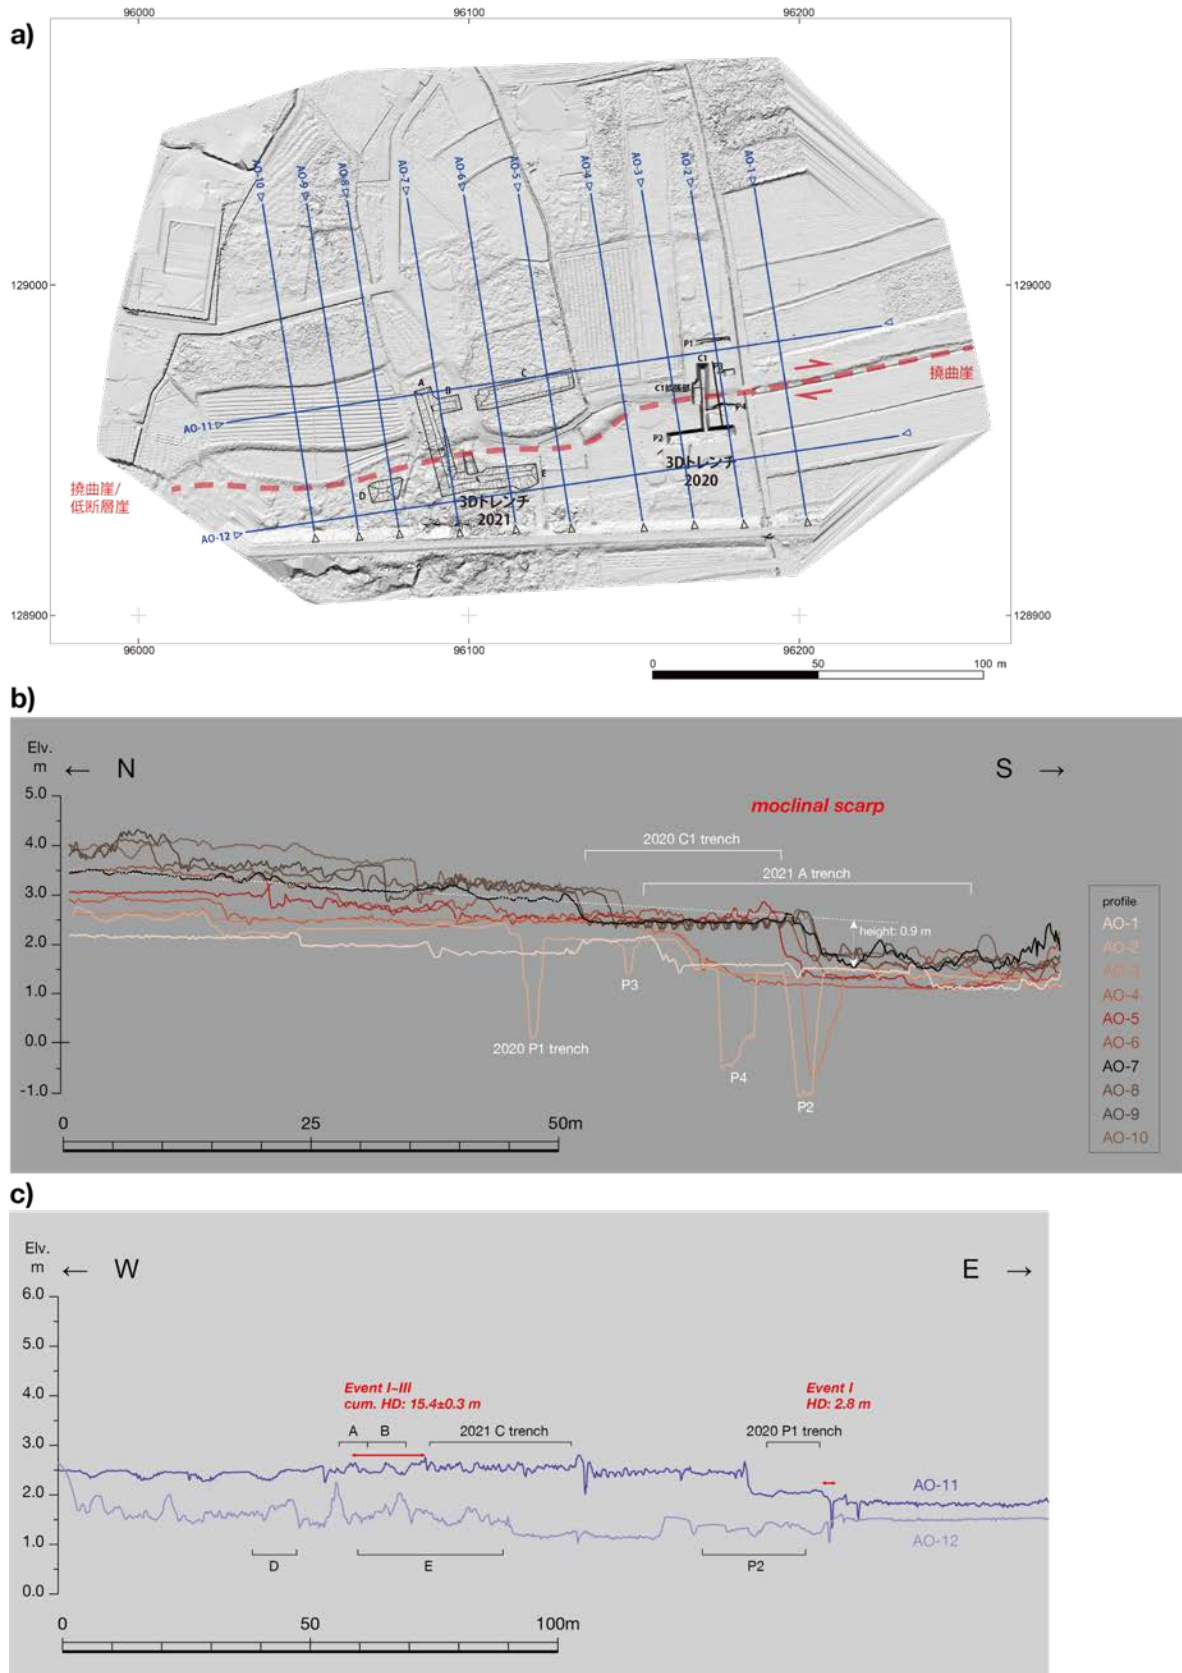 a)
96000
96100
96200
129000
129000
128900
128900
96000
96100
96200
AO-10
AO-9
AO-8
AO-7
AO-6
AO-5
AO-4
AO-3
AO-2
AO-1
AO-11
AO-12
A
B
C
D
E
P1
C1
P3
C1拡張部
P4
P2
3Dトレンチ
2020
3Dトレンチ
2021
撓曲崖
撓曲崖/
低断層崖
0
50
100 m
b)
Elv.
m
← N
S →
5.0
4.0
3.0
2.0
1.0
0.0
-1.0
moclinal scarp
2020 C1 trench
2021 A trench
height: 0.9 m
P3
2020 P1 trench
P4
P2
0
25
50m
profile
AO-1
AO-2
AO-3
AO-4
AO-5
AO-6
AO-7
AO-8
AO-9
AO-10
c)
Elv.
m
← W
E →
6.0
5.0
4.0
3.0
2.0
1.0
0.0
Event I~III
cum. HD: 15.4±0.3 m
Event I
HD: 2.8 m
A
B
2021 C trench
2020 P1 trench
AO-11
AO-12
D
E
P2
0
50
100m